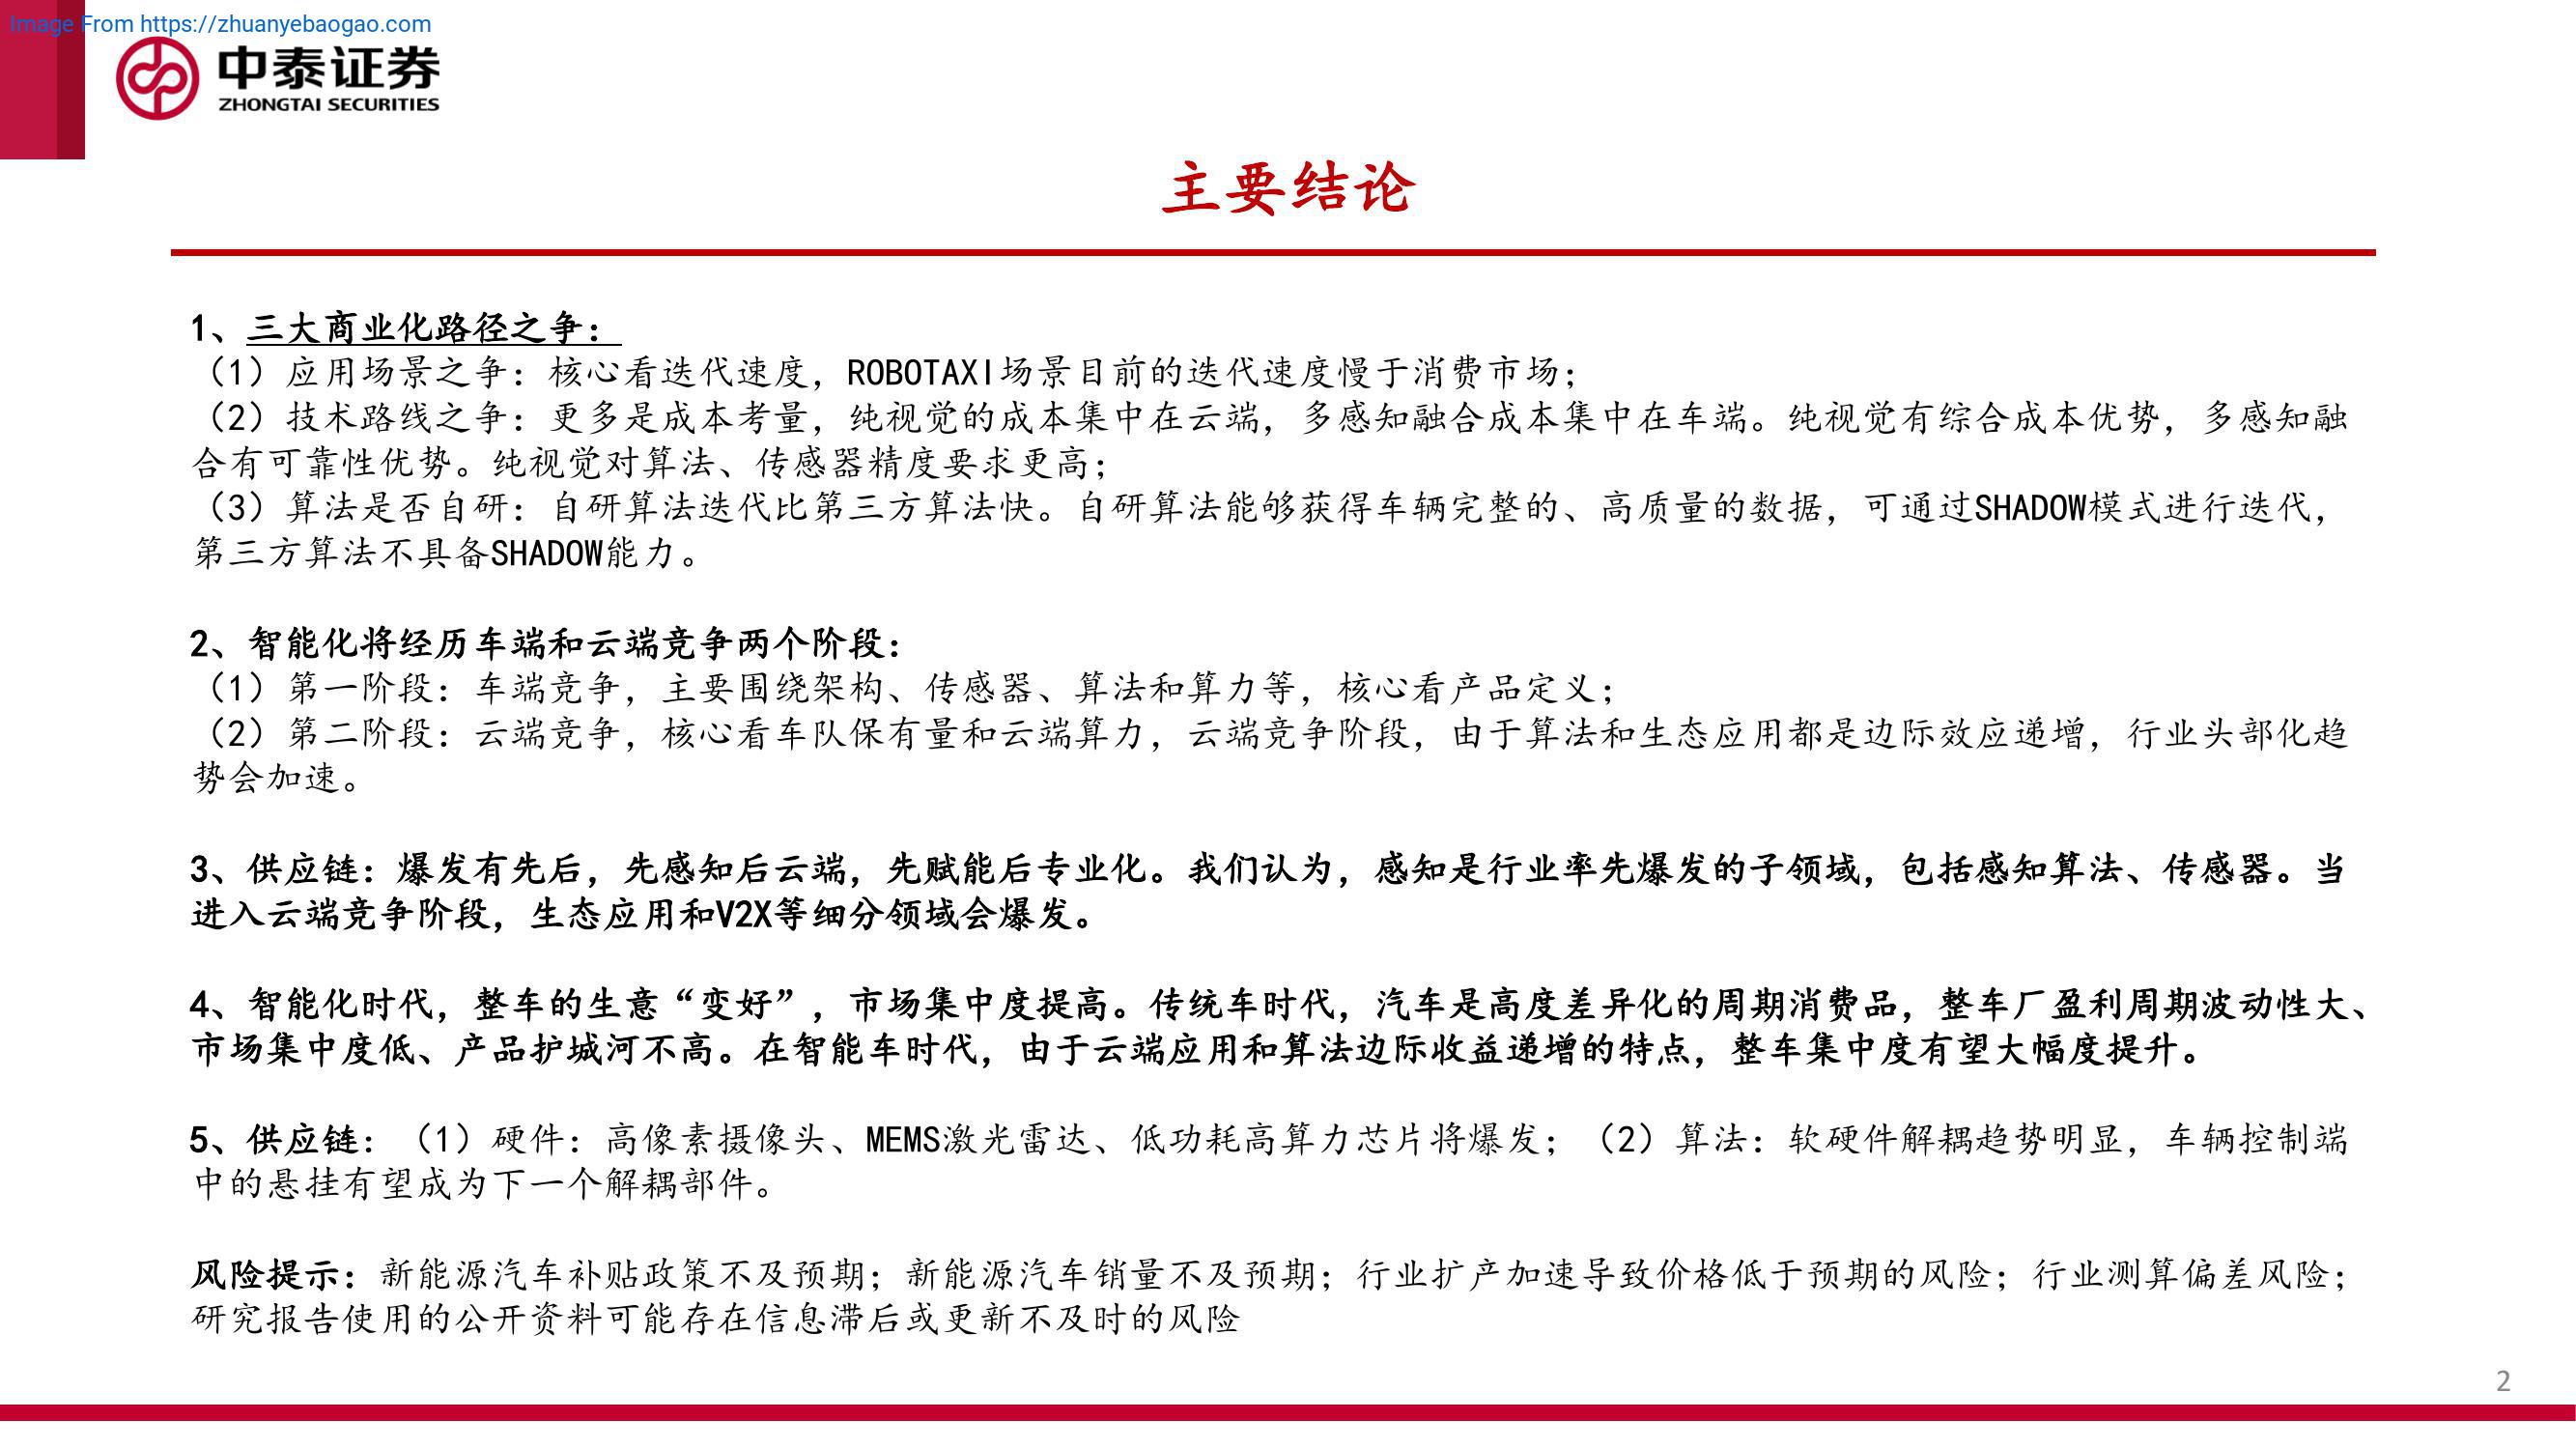 Image From https://zhuanyebaogao.com
中泰证券
ZHONGTAI SECURITIES
主要结论
1、三大商业化路径之争：
（1）应用场景之争：核心看迭代速度，ROBOTAXI场景目前的迭代速度慢于消费市场；
（2）技术路线之争：更多是成本考量，纯视觉的成本集中在云端，多感知融合成本集中在车端。纯视觉有综合成本优势，多感知融
合有可靠性优势。纯视觉对算法、传感器精度要求更高；
（3）算法是否自研：自研算法迭代比第三方算法快。自研算法能够获得车辆完整的、高质量的数据，可通过SHADOW模式进行迭代，
第三方算法不具备SHADOW能力。
2、智能化将经历车端和云端竞争两个阶段：
（1）第一阶段：车端竞争，主要围绕架构、传感器、算法和算力等，核心看产品定义；
（2）第二阶段：云端竞争，核心看车队保有量和云端算力，云端竞争阶段，由于算法和生态应用都是边际效应递增，行业头部化趋
势会加速。
3、供应链：爆发有先后，先感知后云端，先赋能后专业化。我们认为，感知是行业率先爆发的子领域，包括感知算法、传感器。当
进入云端竞争阶段，生态应用和V2X等细分领域会爆发。
4、智能化时代，整车的生意“变好”，市场集中度提高。传统车时代，汽车是高度差异化的周期消费品，整车厂盈利周期波动性大、
市场集中度低、产品护城河不高。在智能车时代，由于云端应用和算法边际收益递增的特点，整车集中度有望大幅度提升。
5、供应链：（1）硬件：高像素摄像头、MEMS激光雷达、低功耗高算力芯片将爆发；（2）算法：软硬件解耦趋势明显，车辆控制端
中的悬挂有望成为下一个解耦部件。
风险提示：新能源汽车补贴政策不及预期；新能源汽车销量不及预期；行业扩产加速导致价格低于预期的风险；行业测算偏差风险；
研究报告使用的公开资料可能存在信息滞后或更新不及时的风险
2